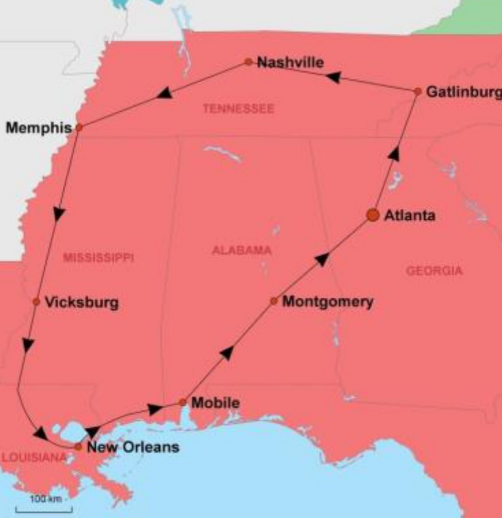 Nashville
Gatlinburg
TENNESSEE
Memphis
Atlanta
MISSISSIPPI
ALABAMA
GEORGIA
Vicksburg
Montgomery
Mobile
New Orleans
LOUISIANA
100 km